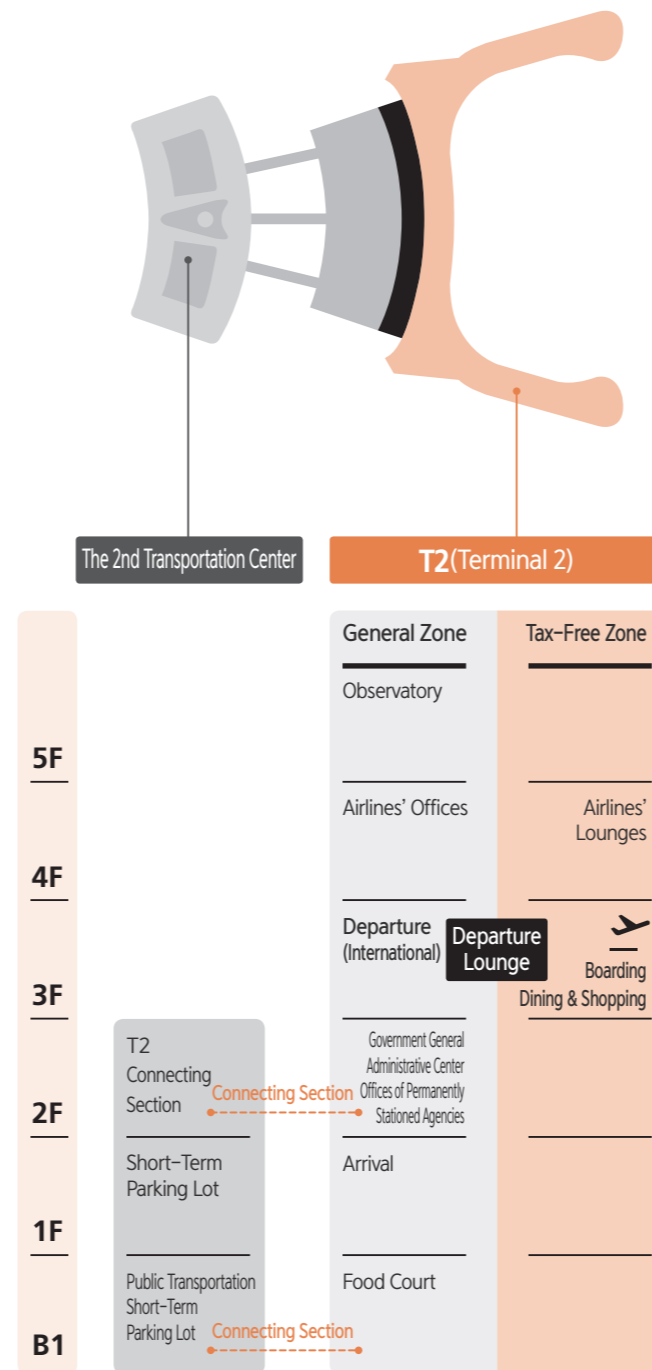 The 2nd Transportation Center
T2(Terminal 2)
General Zone
Tax-Free Zone
Observatory
5F
Airlines' Offices
Airlines'
Lounges
4F
Departure
(International)
Departure
Lounge
Boarding
Dining & Shopping
3F
T2
Connecting
Section
Connecting Section
Government General
Administrative Center
Offices of Permanently
Stationed Agencies
2F
Short-Term
Parking Lot
Arrival
1F
Public Transportation
Short-Term
Parking Lot
Connecting Section
Food Court
B1